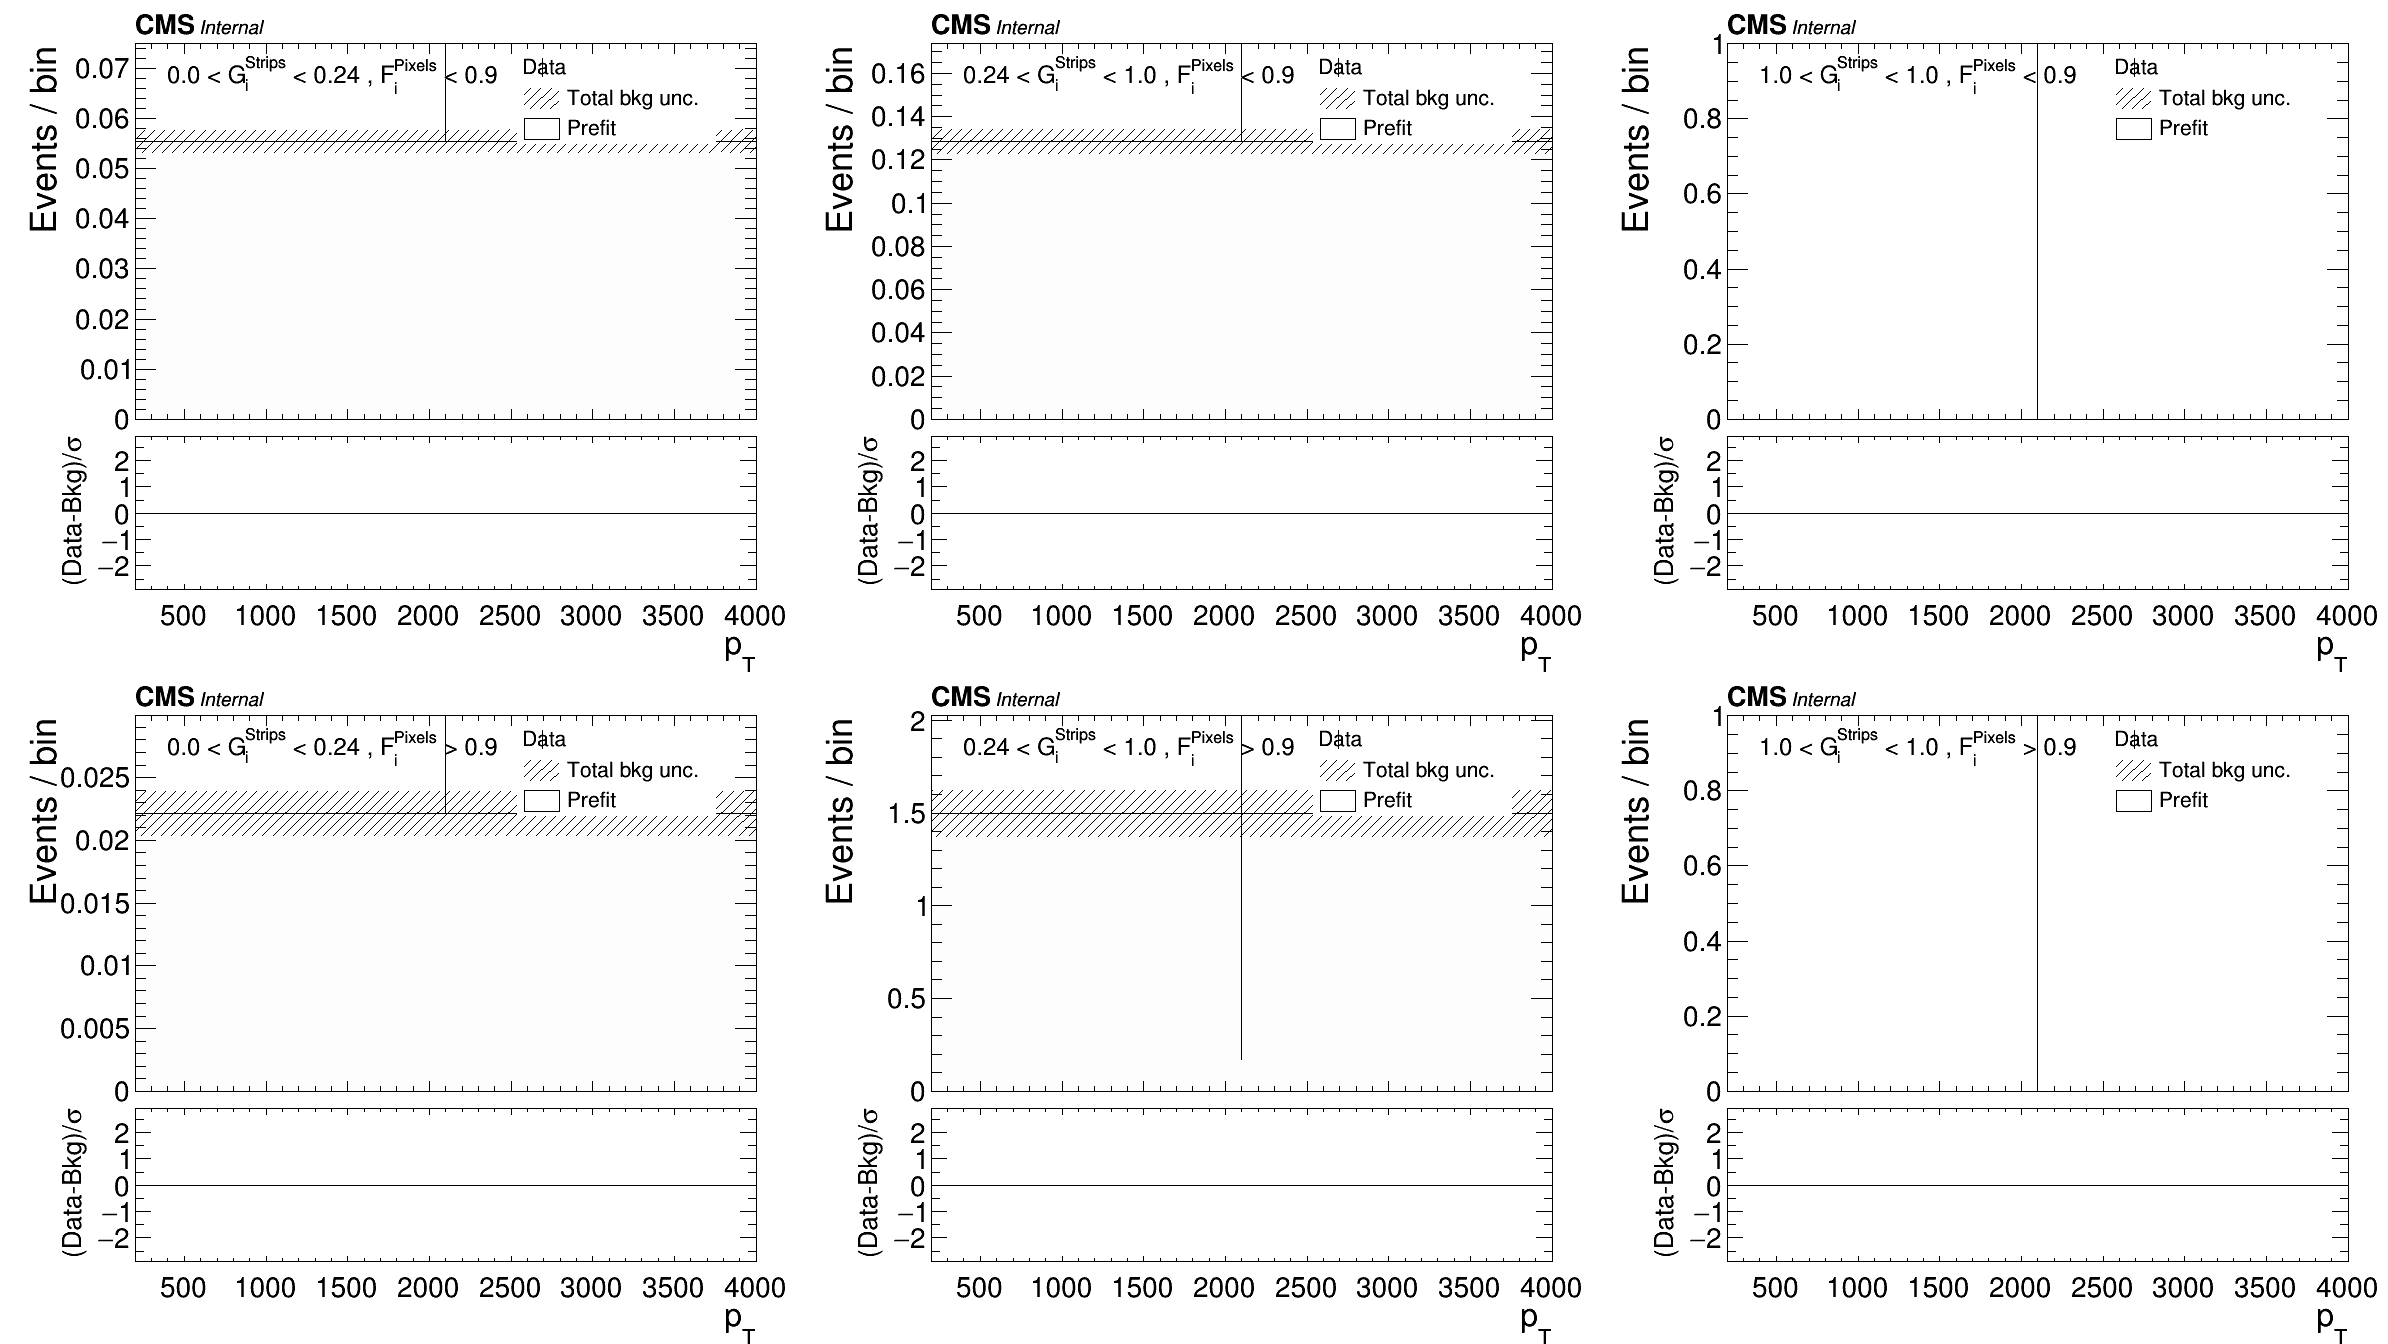 CMS Internal
0.0 < G_i^Strips < 0.24 , F_i^Pixels < 0.9
Data
Total bkg unc.
Prefit
Events / bin
0.07
0.06
0.05
0.04
0.03
0.02
0.01
0
(Data-Bkg)/σ
2
1
0
−1
−2
500 1000 1500 2000 2500 3000 3500 4000
p_T
CMS Internal
0.24 < G_i^Strips < 1.0 , F_i^Pixels < 0.9
Data
Total bkg unc.
Prefit
Events / bin
0.16
0.14
0.12
0.1
0.08
0.06
0.04
0.02
0
(Data-Bkg)/σ
2
1
0
−1
−2
500 1000 1500 2000 2500 3000 3500 4000
p_T
CMS Internal
1.0 < G_i^Strips < 1.0 , F_i^Pixels < 0.9
Data
Total bkg unc.
Prefit
Events / bin
1
0.8
0.6
0.4
0.2
0
(Data-Bkg)/σ
2
1
0
−1
−2
500 1000 1500 2000 2500 3000 3500 4000
p_T
CMS Internal
0.0 < G_i^Strips < 0.24 , F_i^Pixels > 0.9
Data
Total bkg unc.
Prefit
Events / bin
0.025
0.02
0.015
0.01
0.005
0
(Data-Bkg)/σ
2
1
0
−1
−2
500 1000 1500 2000 2500 3000 3500 4000
p_T
CMS Internal
0.24 < G_i^Strips < 1.0 , F_i^Pixels > 0.9
Data
Total bkg unc.
Prefit
Events / bin
2
1.5
1
0.5
0
(Data-Bkg)/σ
2
1
0
−1
−2
500 1000 1500 2000 2500 3000 3500 4000
p_T
CMS Internal
1.0 < G_i^Strips < 1.0 , F_i^Pixels > 0.9
Data
Total bkg unc.
Prefit
Events / bin
1
0.8
0.6
0.4
0.2
0
(Data-Bkg)/σ
2
1
0
−1
−2
500 1000 1500 2000 2500 3000 3500 4000
p_T